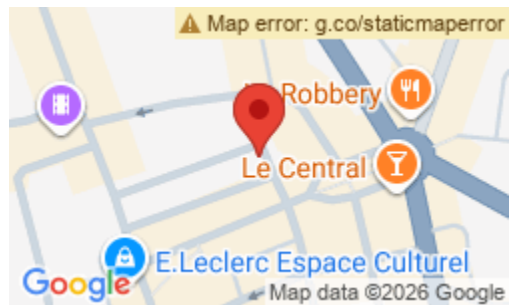 Map error: g.co/staticmaperror
Robbery
Le Central
E.Leclerc Espace Culturel
Google
Map data ©2026 Google